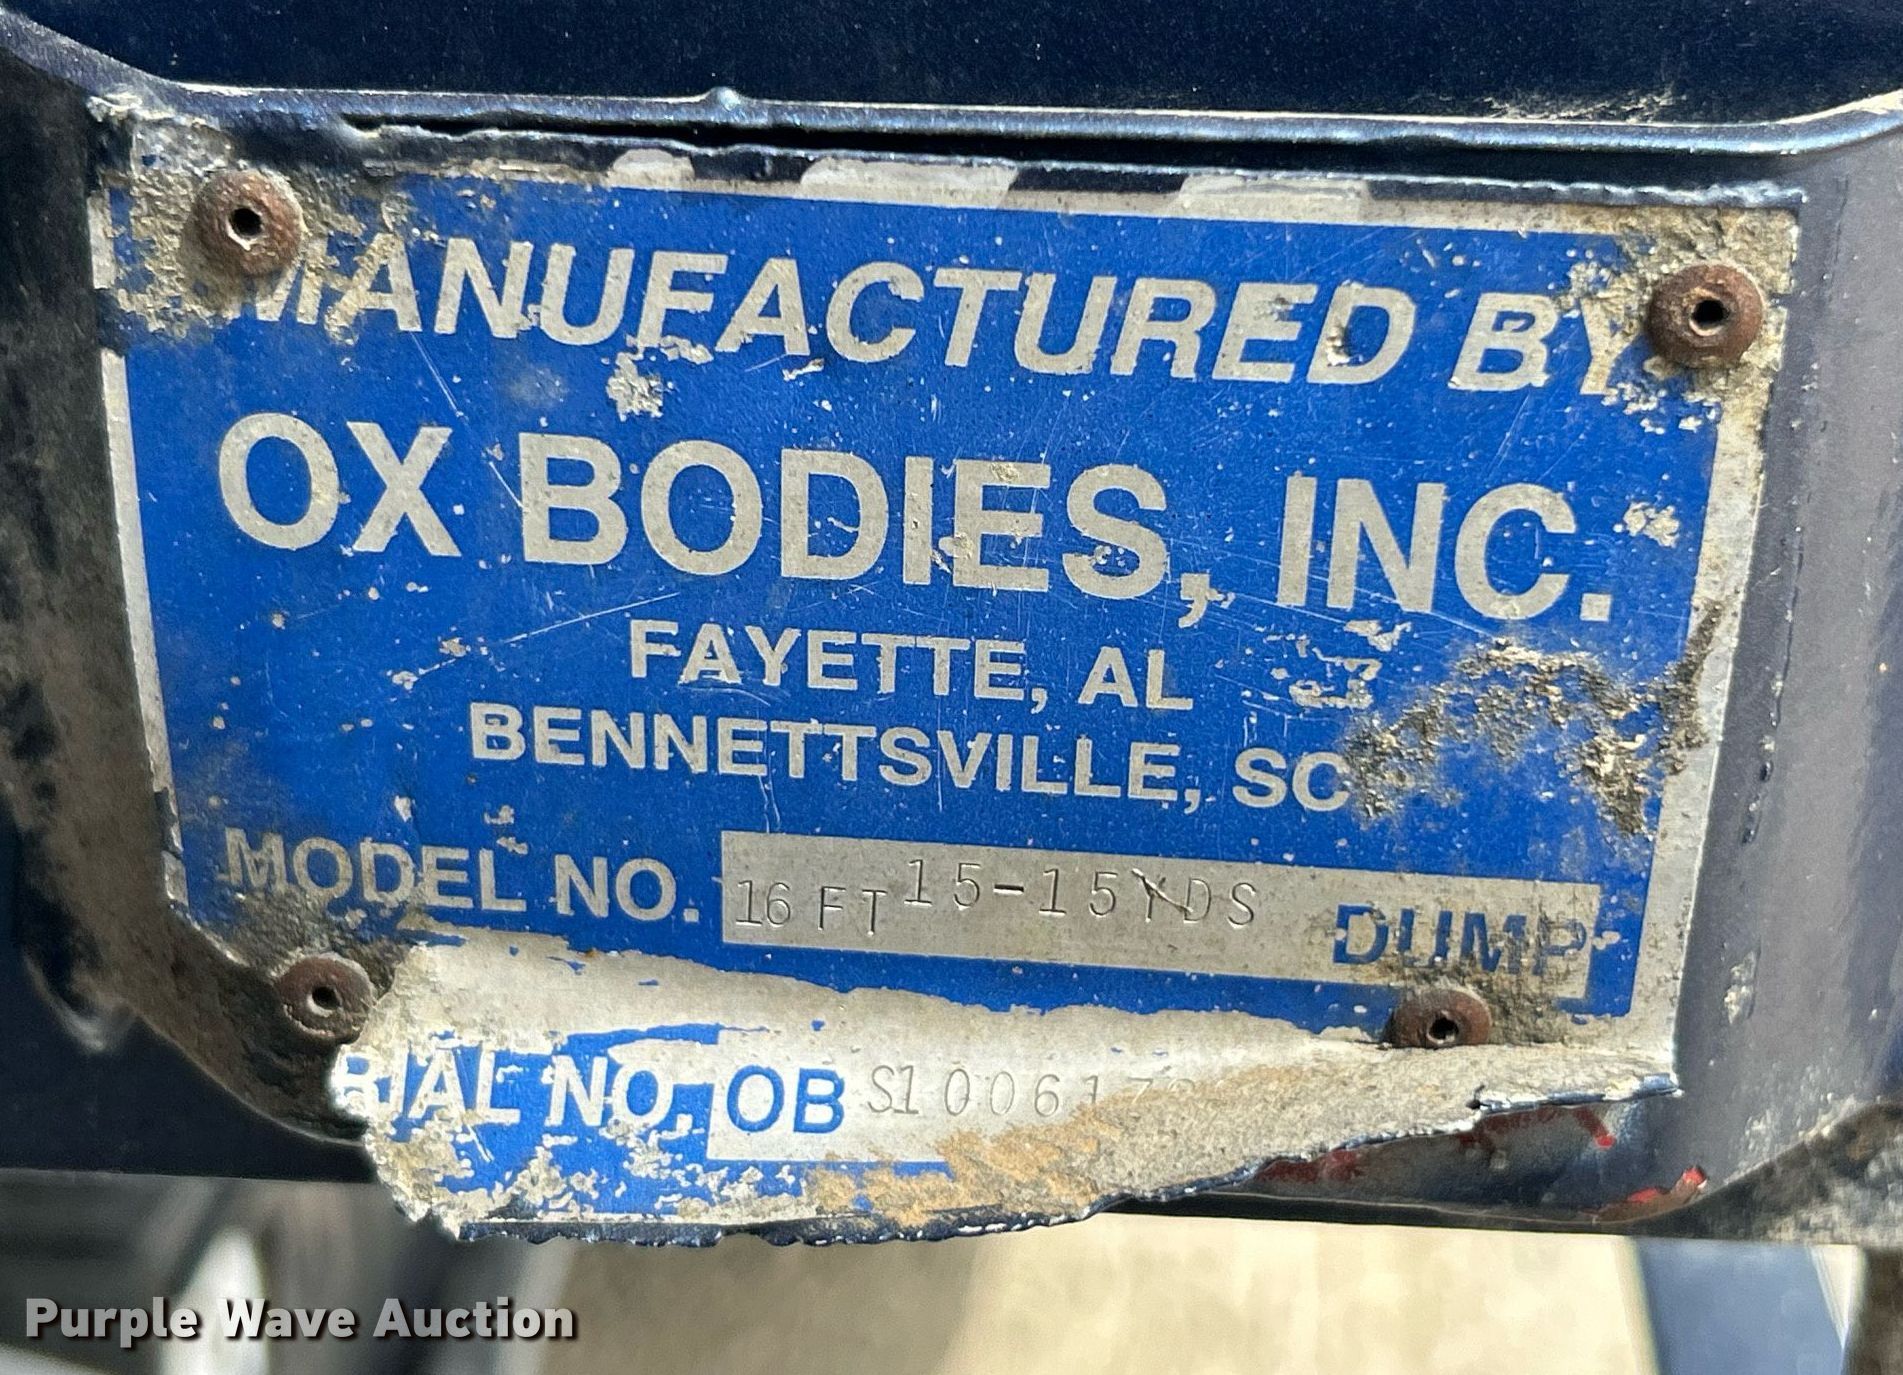 MANUFACTURED BY
OX BODIES, INC.
FAYETTE, AL
BENNETTSVILLE, SC
MODEL NO. 16 FT 15-15YDS DUMP
RIAL NO. OB
Purple Wave Auction